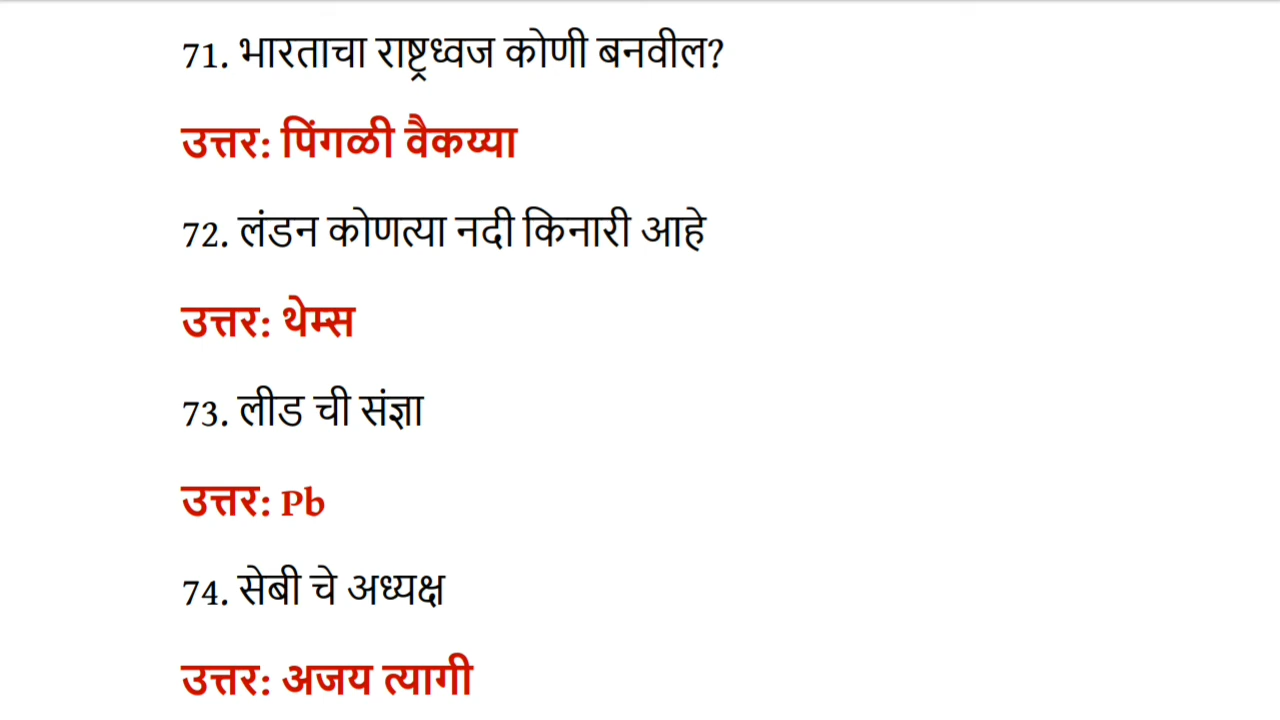 71. भारताचा राष्ट्रध्वज कोणी बनवील?
उत्तर: पिंगळी वैकय्या
72. लंडन कोणत्या नदी किनारी आहे
उत्तर: थेम्स
73. लीड ची संज्ञा
उत्तर: Pb
74. सेबी चे अध्यक्ष
उत्तर: अजय त्यागी